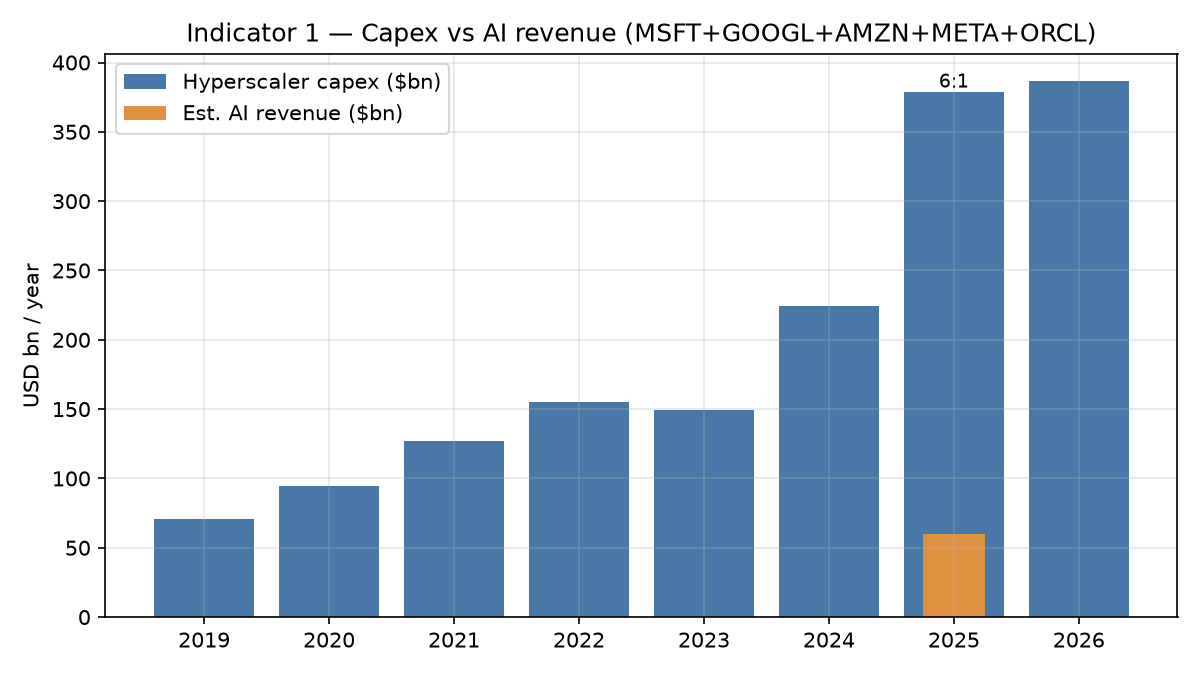 Indicator 1 — Capex vs AI revenue (MSFT+GOOGL+AMZN+META+ORCL)
Hyperscaler capex ($bn)
Est. AI revenue ($bn)
6:1
USD bn / year
400
350
300
250
200
150
100
50
0
2019 2020 2021 2022 2023 2024 2025 2026